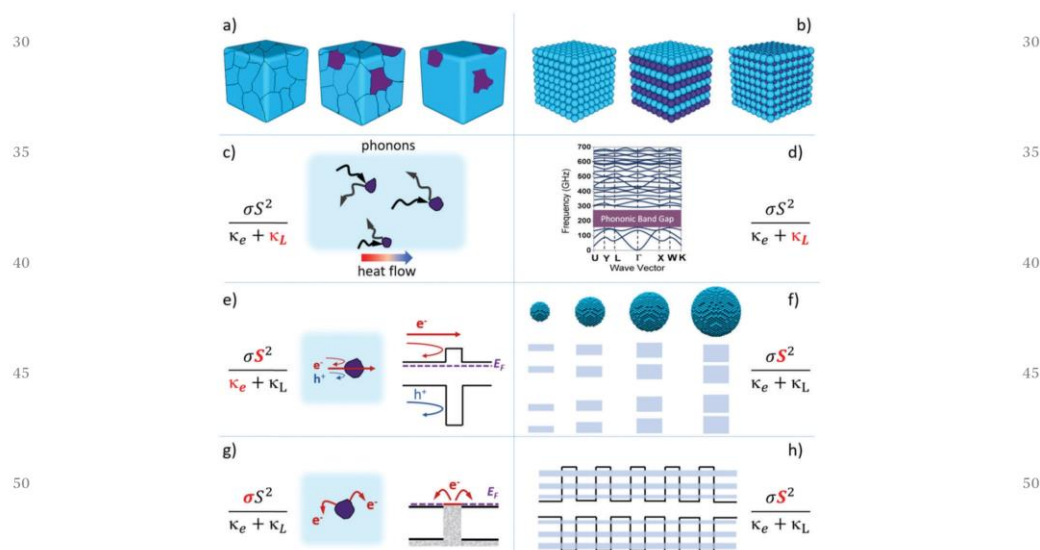 a)
b)
30
30
35
35
c)
phonons
σS²
κe + κL
heat flow
d)
700
600
500
400
300
200
100
0
Frequency (GHz)
Phononic Band Gap
U Y L Γ X W K
Wave Vector
σS²
κe + κL
40
40
e)
σS²
κe + κL
e-
h+
e-
EF
h+
f)
σS²
κe + κL
45
45
g)
σS²
κe + κL
e-
e-
e-
EF
h)
σS²
κe + κL
50
50